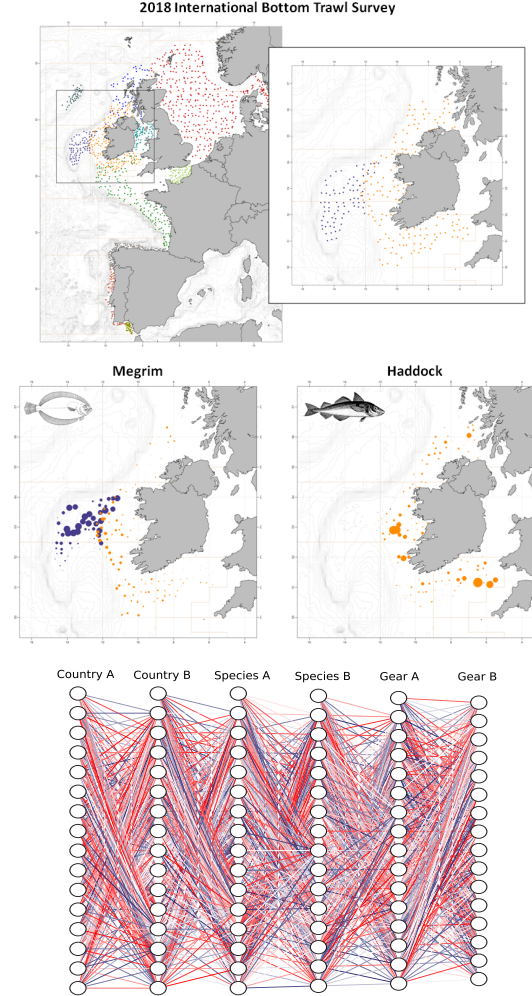 2018 International Bottom Trawl Survey
Megrim
Haddock
Country A
Country B
Species A
Species B
Gear A
Gear B